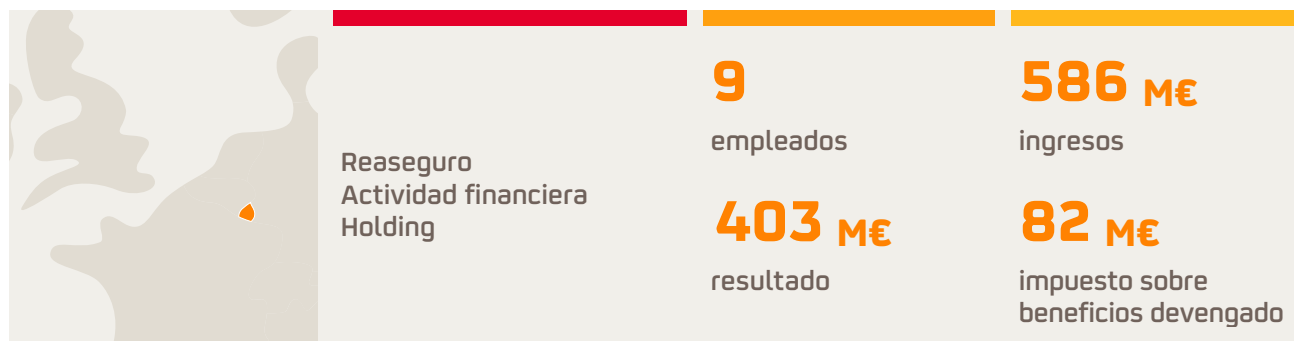 Reaseguro
Actividad financiera
Holding
9
empleados
403 M€
resultado
586 M€
ingresos
82 M€
impuesto sobre
beneficios devengado